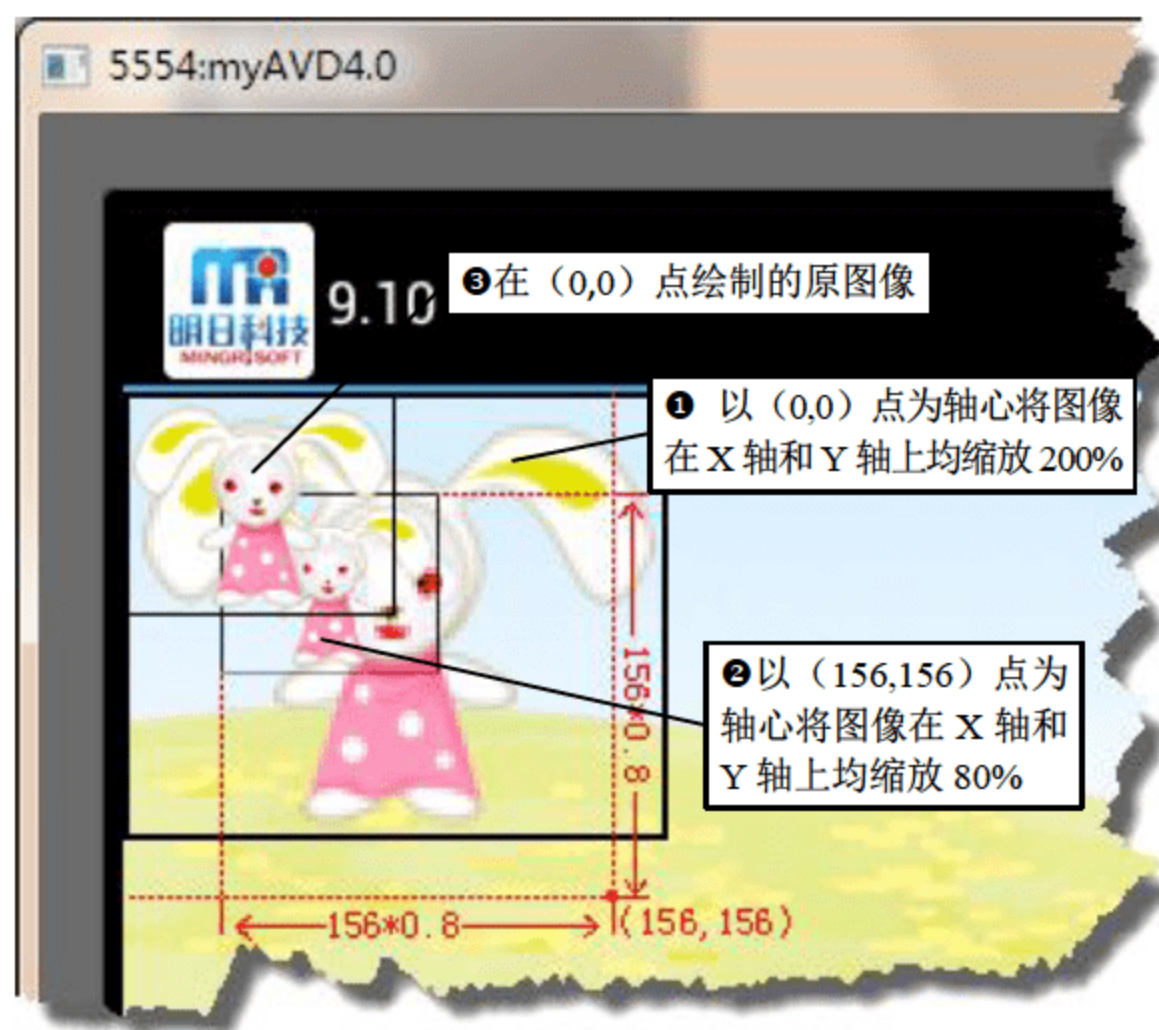 5554:myAVD4.0
明日科技
MINGRISOFT
9.10
❸在（0,0）点绘制的原图像
❶ 以（0,0）点为轴心将图像
在 X 轴和 Y 轴上均缩放 200%
❷以（156,156）点为
轴心将图像在 X 轴和
Y 轴上均缩放 80%
156*0.8
156*0.8
(156,156)